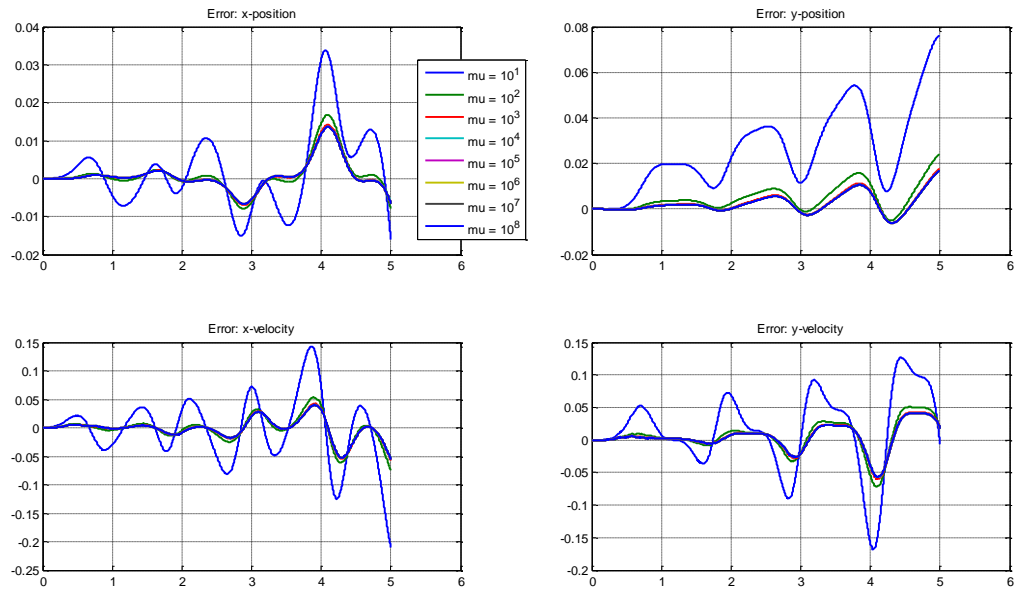 Error: x-position
0.04
0.03
0.02
0.01
0
-0.01
-0.02
0 1 2 3 4 5 6
mu = 10^1
mu = 10^2
mu = 10^3
mu = 10^4
mu = 10^5
mu = 10^6
mu = 10^7
mu = 10^8
Error: y-position
0.08
0.06
0.04
0.02
0
-0.02
0 1 2 3 4 5 6
Error: x-velocity
0.15
0.1
0.05
0
-0.05
-0.1
-0.15
-0.2
-0.25
0 1 2 3 4 5 6
Error: y-velocity
0.15
0.1
0.05
0
-0.05
-0.1
-0.15
-0.2
0 1 2 3 4 5 6